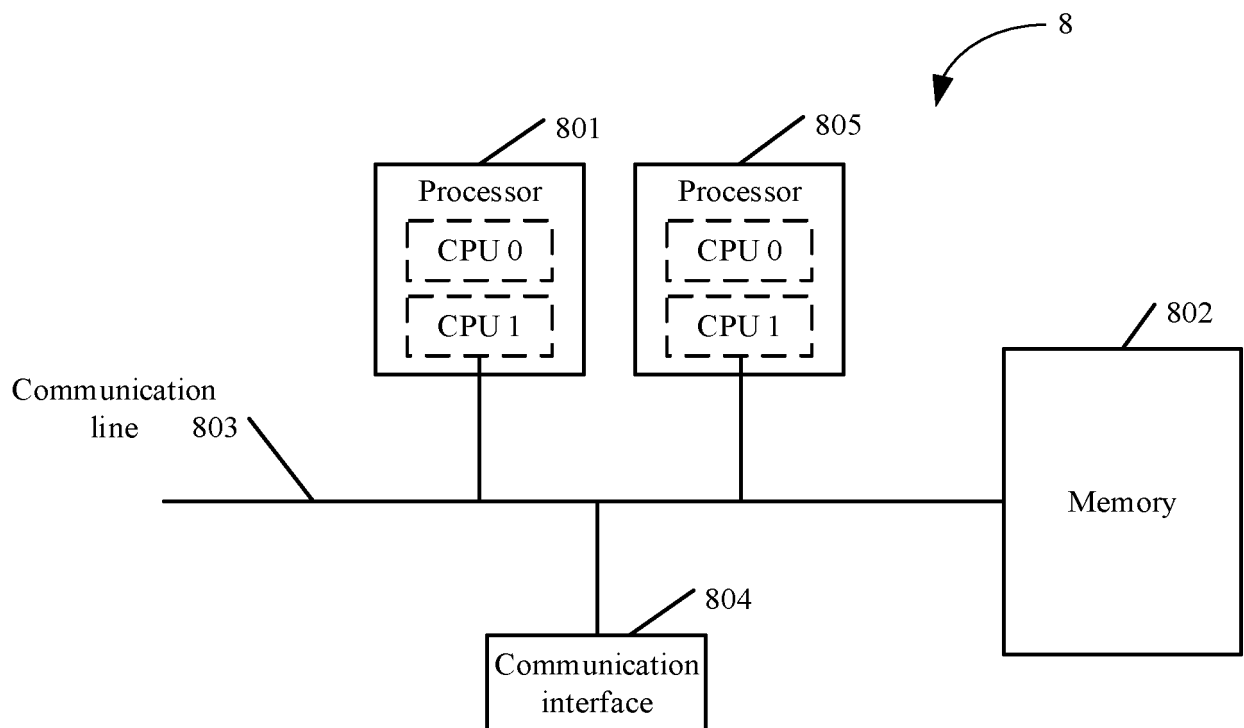 8
801
805
Processor
Processor
CPU 0
CPU 0
CPU 1
CPU 1
802
Communication
line
803
Memory
804
Communication
interface